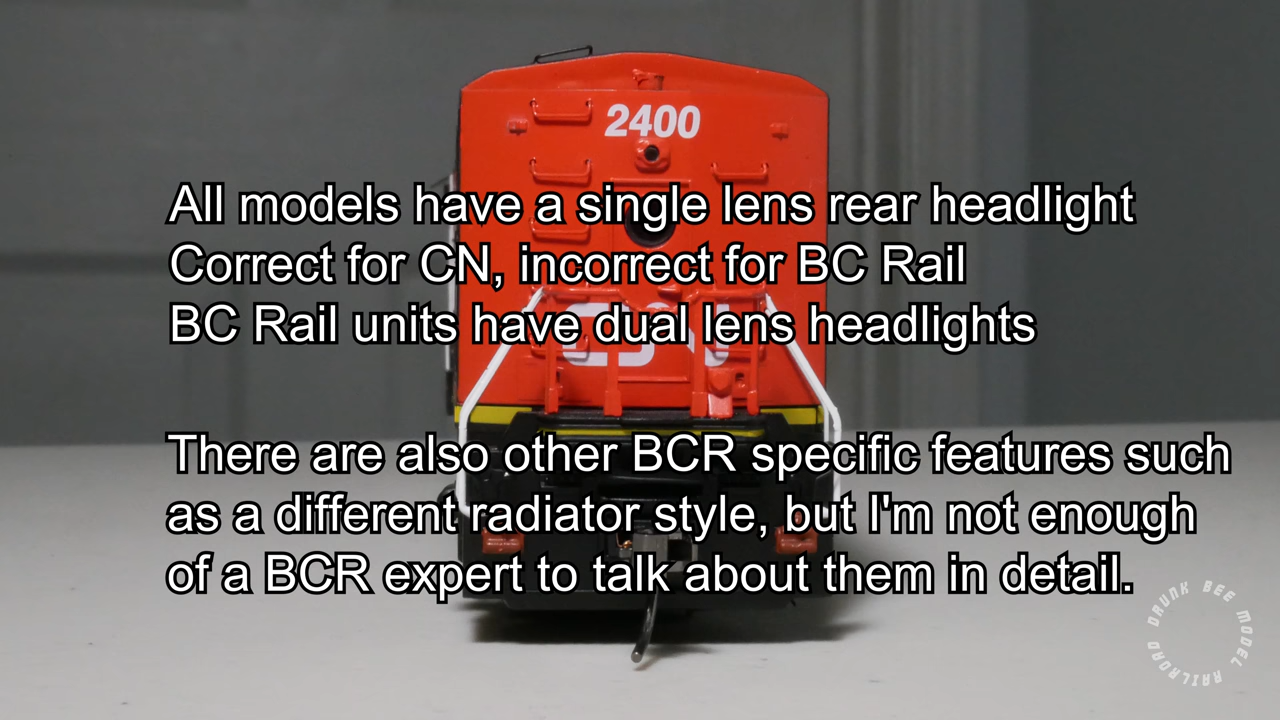 2400
All models have a single lens rear headlight
Correct for CN, incorrect for BC Rail
BC Rail units have dual lens headlights
CN
There are also other BCR specific features such
as a different radiator style, but I'm not enough
of a BCR expert to talk about them in detail.
DRUNK BEE MODEL RAILROAD